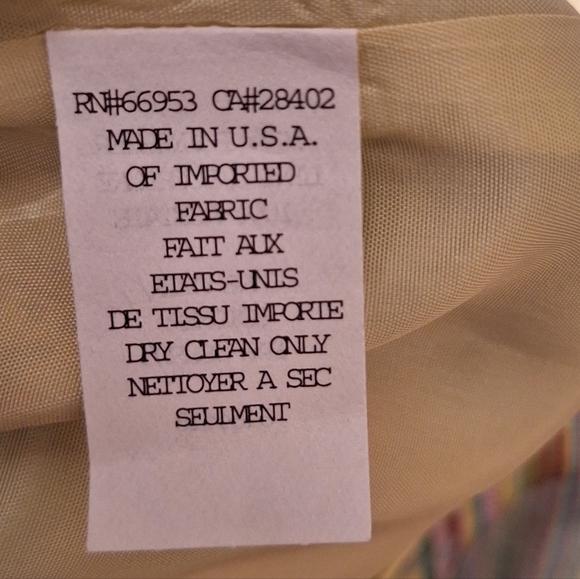 RN#66953 CA#28402
MADE IN U.S.A.
OF IMPORTED
FABRIC
FAIT AUX
ETATS-UNIS
DE TISSU IMPORTE
DRY CLEAN ONLY
NETTOYER A SEC
SEULMENT